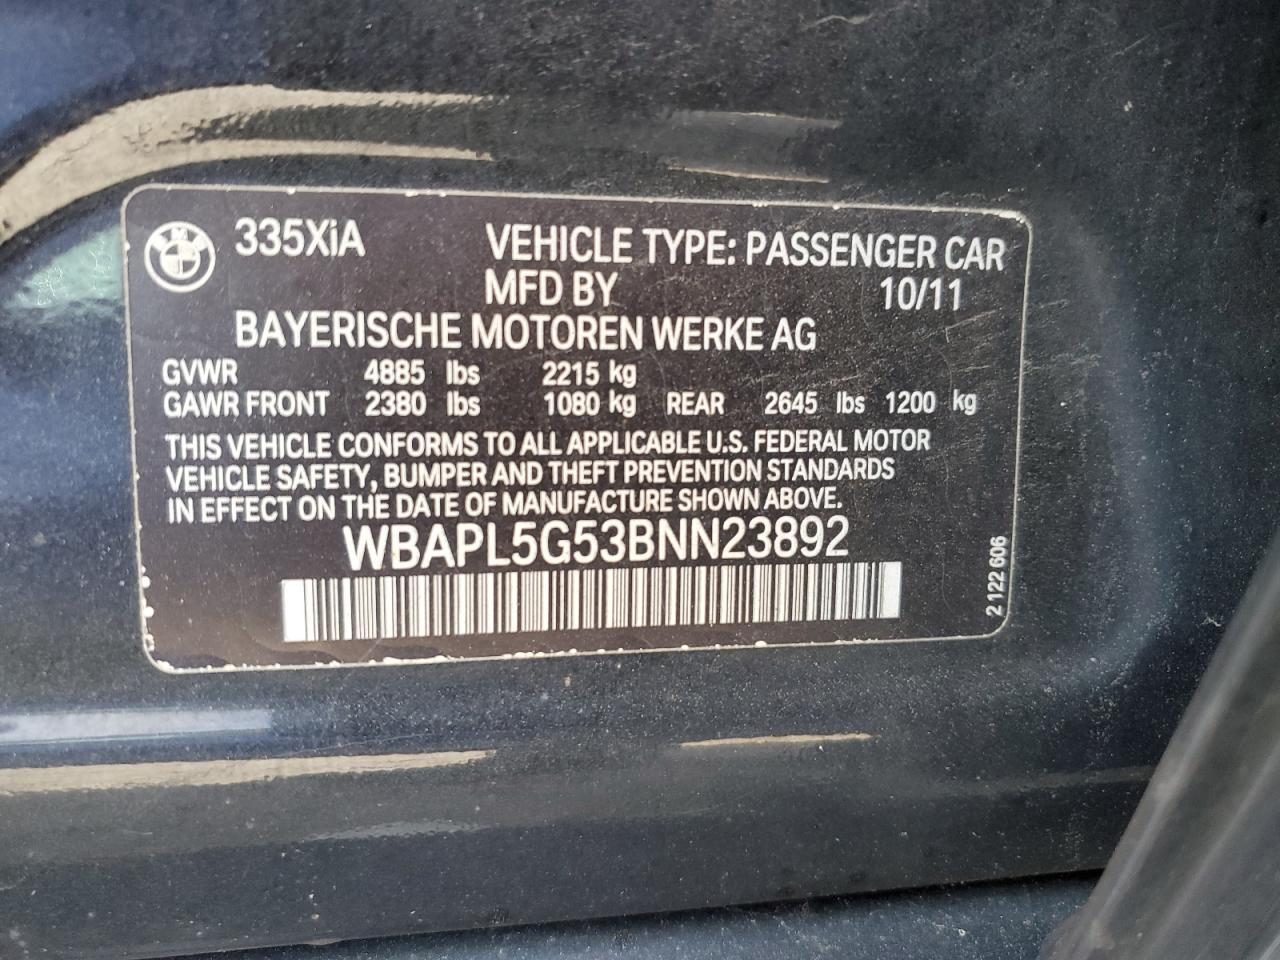 335XiA VEHICLE TYPE: PASSENGER CAR
MFD BY 10/11
BAYERISCHE MOTOREN WERKE AG
GVWR 4885 lbs 2215 kg
GAWR FRONT 2380 lbs 1080 kg REAR 2645 lbs 1200 kg
THIS VEHICLE CONFORMS TO ALL APPLICABLE U.S. FEDERAL MOTOR
VEHICLE SAFETY, BUMPER AND THEFT PREVENTION STANDARDS
IN EFFECT ON THE DATE OF MANUFACTURE SHOWN ABOVE.
WBAPL5G53BNN23892
2 122 606